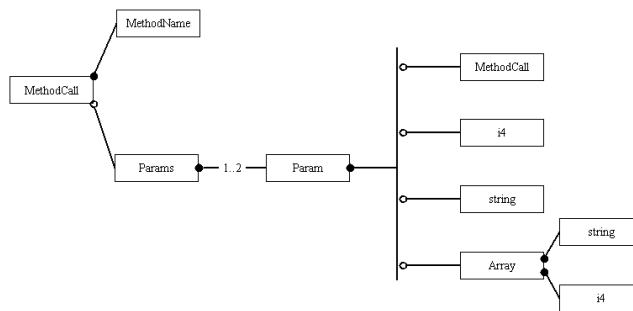 MethodName
MethodCall
MethodCall
i4
Params
1..2
Param
string
string
Array
i4